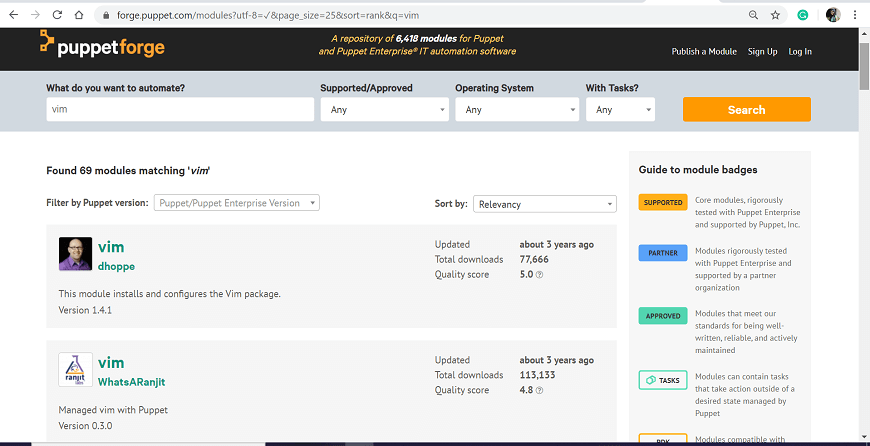 forge.puppet.com/modules?utf-8=✓&page_size=25&sort=rank&q=vim
puppetforge
A repository of 6,418 modules for Puppet
and Puppet Enterprise® IT automation software
Publish a Module Sign Up Log In
What do you want to automate? Supported/Approved Operating System With Tasks?
vim Any Any Any Search
Found 69 modules matching 'vim'
Filter by Puppet version: Puppet/Puppet Enterprise Version Sort by: Relevancy
vim
dhoppe
Updated about 3 years ago
Total downloads 77,666
Quality score 5.0 ?
This module installs and configures the Vim package.
Version 1.4.1
ranjit
vim
WhatsARanjit
Updated about 3 years ago
Total downloads 113,133
Quality score 4.8 ?
Managed vim with Puppet
Version 0.3.0
Guide to module badges
SUPPORTED
Core modules, rigorously
tested with Puppet Enterprise
and supported by Puppet, Inc.
PARTNER
Modules rigorously tested
with Puppet Enterprise and
supported by a partner
organization
APPROVED
Modules that meet our
standards for being well-
written, reliable, and actively
maintained
TASKS
Modules can contain tasks
that take action outside of a
desired state managed by
Puppet
PDK
Modules compatible with